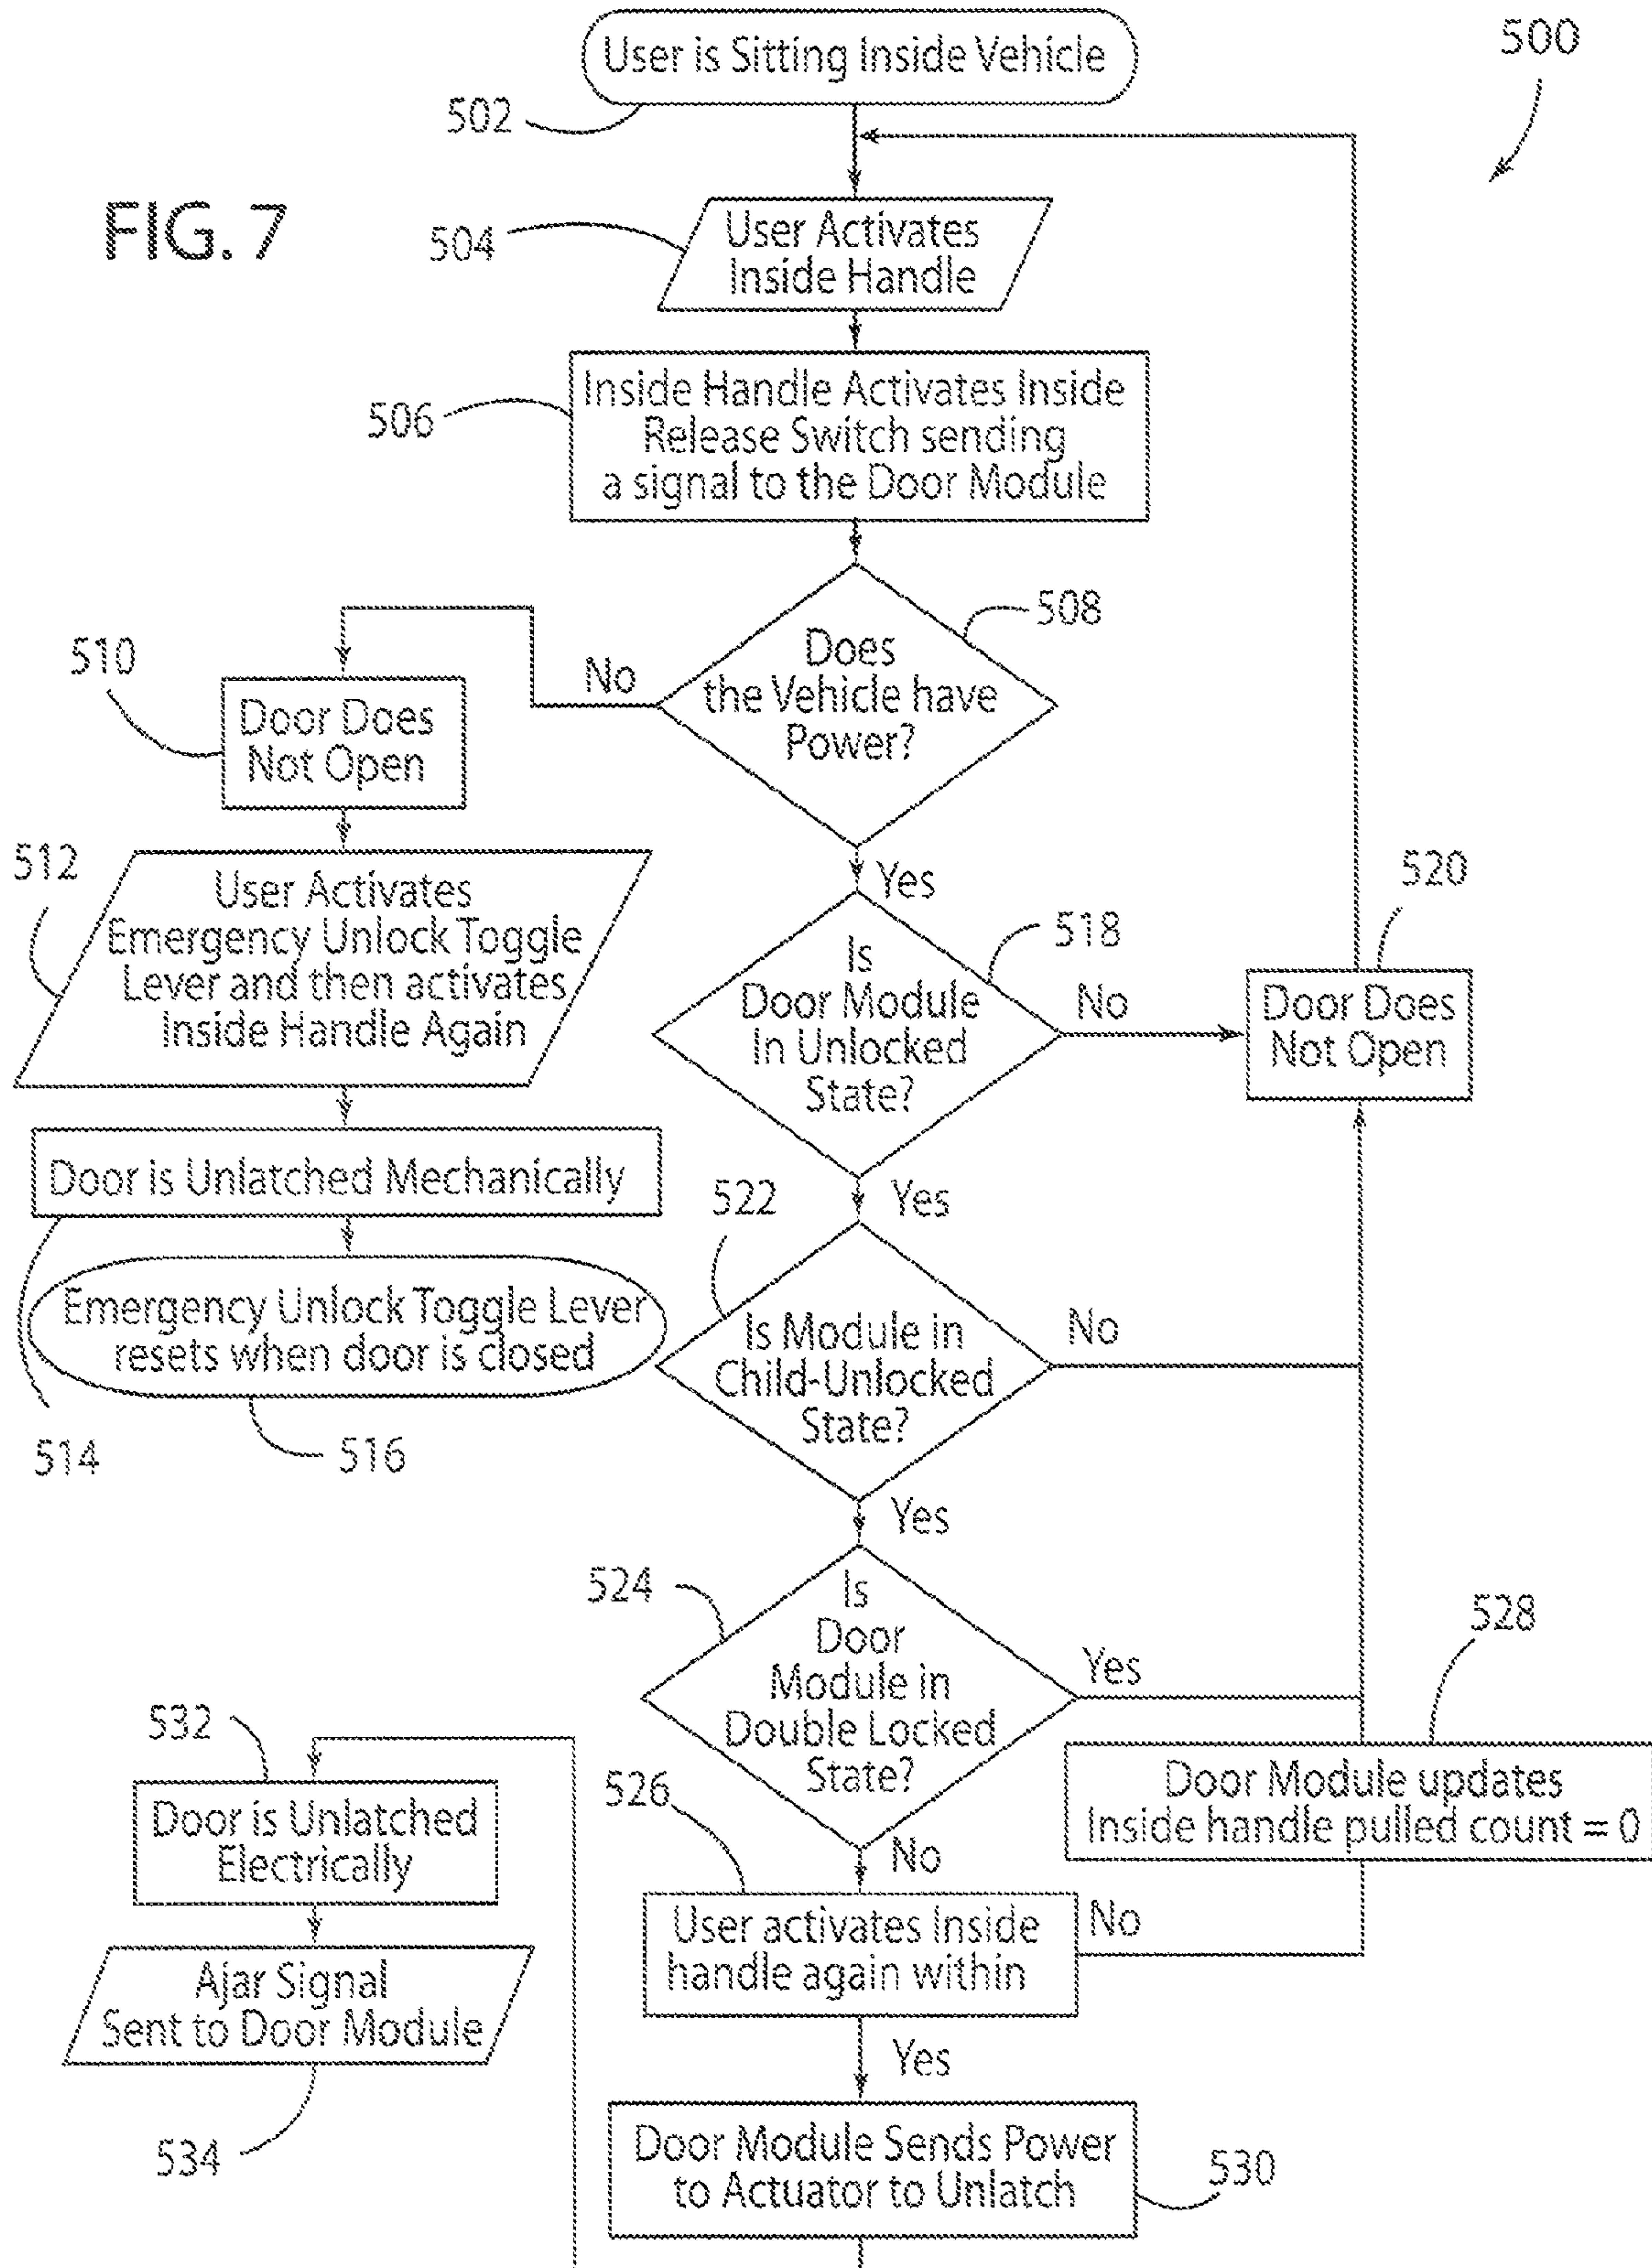 User is Sitting Inside Vehicle
500
502
FIG. 7
504
User Activates
Inside Handle
506
Inside Handle Activates Inside
Release Switch sending
a signal to the Door Module
508
Does
the Vehicle have
Power?
No
510
Door Does
Not Open
Yes
512
User Activates
Emergency Unlock Toggle
Lever and then activates
Inside Handle Again
518
Is
Door Module
In Unlocked
State?
No
520
Door Does
Not Open
Yes
Door is Unlatched Mechanically
514
Emergency Unlock Toggle Lever
resets when door is closed
516
522
Is Module in
Child-Unlocked
State?
No
Yes
524
Is
Door
Module in
Double Locked
State?
Yes
528
Door Module updates
Inside handle pulled count = 0
No
526
User activates Inside
handle again within
No
Yes
530
Door Module Sends Power
to Actuator to Unlatch
532
Door is Unlatched
Electrically
Ajar Signal
Sent to Door Module
534